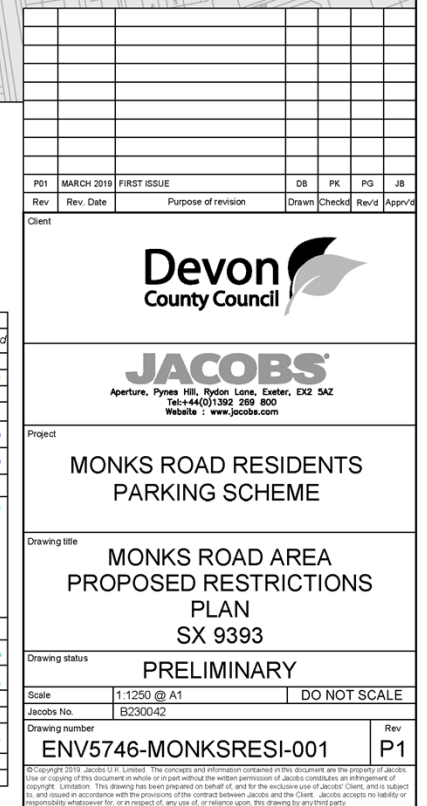 P01 MARCH 2019 FIRST ISSUE DB PK PG JB
Rev Rev. Date Purpose of revision Drawn Checkd Rev'd Apprv'd
Client
Devon
County Council
JACOBS
Aperture, Pynes Hill, Rydon Lane, Exeter, EX2 5AZ
Tel:+44(0)1392 269 800
Website : www.jacobs.com
Project
MONKS ROAD RESIDENTS
PARKING SCHEME
Drawing title
MONKS ROAD AREA
PROPOSED RESTRICTIONS
PLAN
SX 9393
Drawing status
PRELIMINARY
Scale 1:1250 @ A1 DO NOT SCALE
Jacobs No. B230042
Drawing number Rev
ENV5746-MONKSRESI-001 P1
© Copyright 2019. Jacobs U.K. Limited. The concepts and information contained in this document are the property of Jacobs.
Use or copying of this document in whole or in part without the written permission of Jacobs constitutes an infringement of
copyright. Limitation: This drawing has been prepared on behalf of, and for the exclusive use of Jacobs' Client, and is subject
to, and issued in accordance with the provisions of the contract between Jacobs and the Client. Jacobs accepts no liability or
responsibility whatsoever for, or in respect of, any use of, or reliance upon, this drawing by any third party.